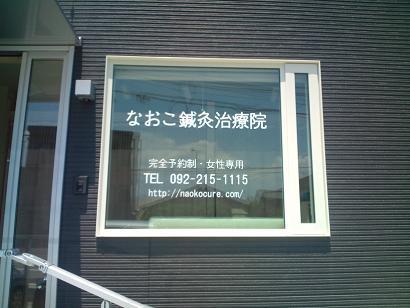 なおこ鍼灸治療院
完全予約制・女性専用
TEL 092-215-1115
http://naokocure.com/